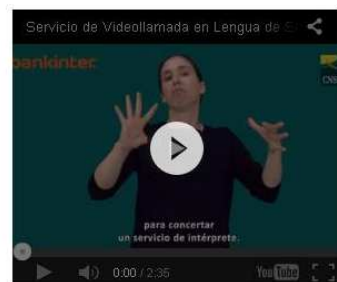 Servicio de Videollamada en Lengua de
bankinter.
para concertar
un servicio de intérprete.
0:00 / 2:35
YouTube